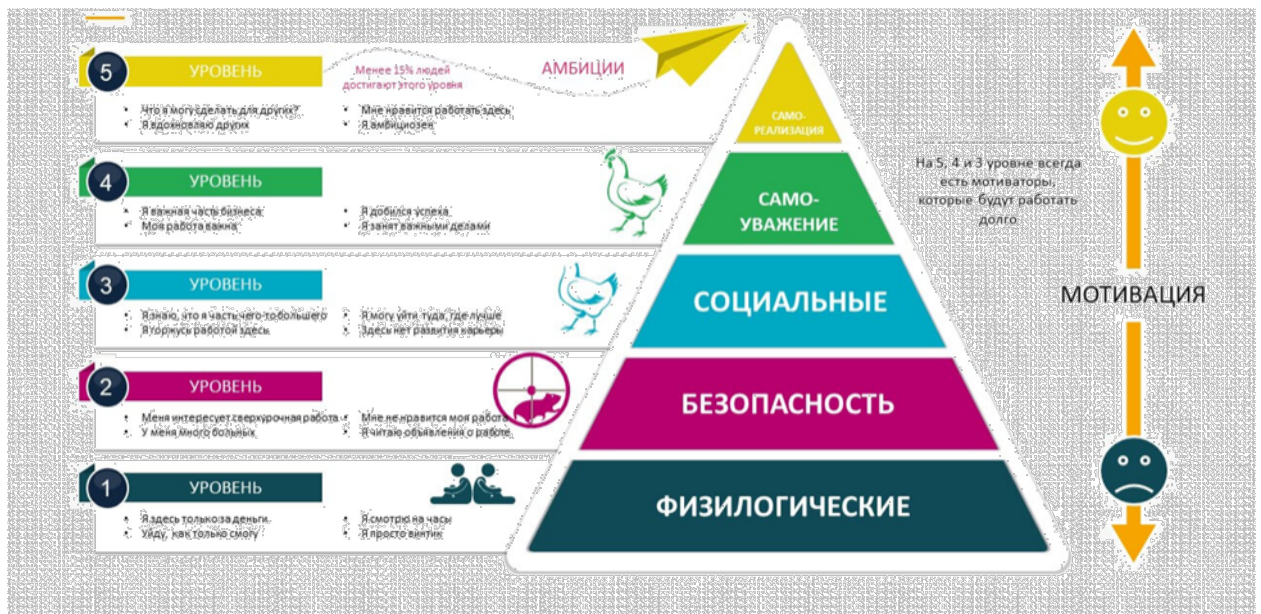 5
УРОВЕНЬ
Менее 15% людей
достигают этого уровня
АМБИЦИИ
• Что я могу сделать для других?
• Я вдохновляю других
• Мне нравится работать здесь
• Я амбициозен
САМО-
РЕАЛИЗАЦИЯ
4
УРОВЕНЬ
• Я важная часть бизнеса
• Моя работа важна
• Я добился успеха
• Я занят важными делами
САМО-
УВАЖЕНИЕ
На 5, 4 и 3 уровне всегда
есть мотиваторы,
которые будут работать
долго
3
УРОВЕНЬ
• Я знаю, что я часть чего-то большего
• Я горжусь работой здесь
• Я могу уйти туда, где лучше
• Здесь нет развития карьеры
СОЦИАЛЬНЫЕ
МОТИВАЦИЯ
2
УРОВЕНЬ
• Меня интересует сверхурочная работа
• У меня много больных
• Мне не нравится моя работа
• Я читаю объявления о работе
БЕЗОПАСНОСТЬ
1
УРОВЕНЬ
• Я здесь только за деньги
• Уйду, как только смогу
• Я смотрю на часы
• Я просто винтик
ФИЗИЛОГИЧЕСКИЕ